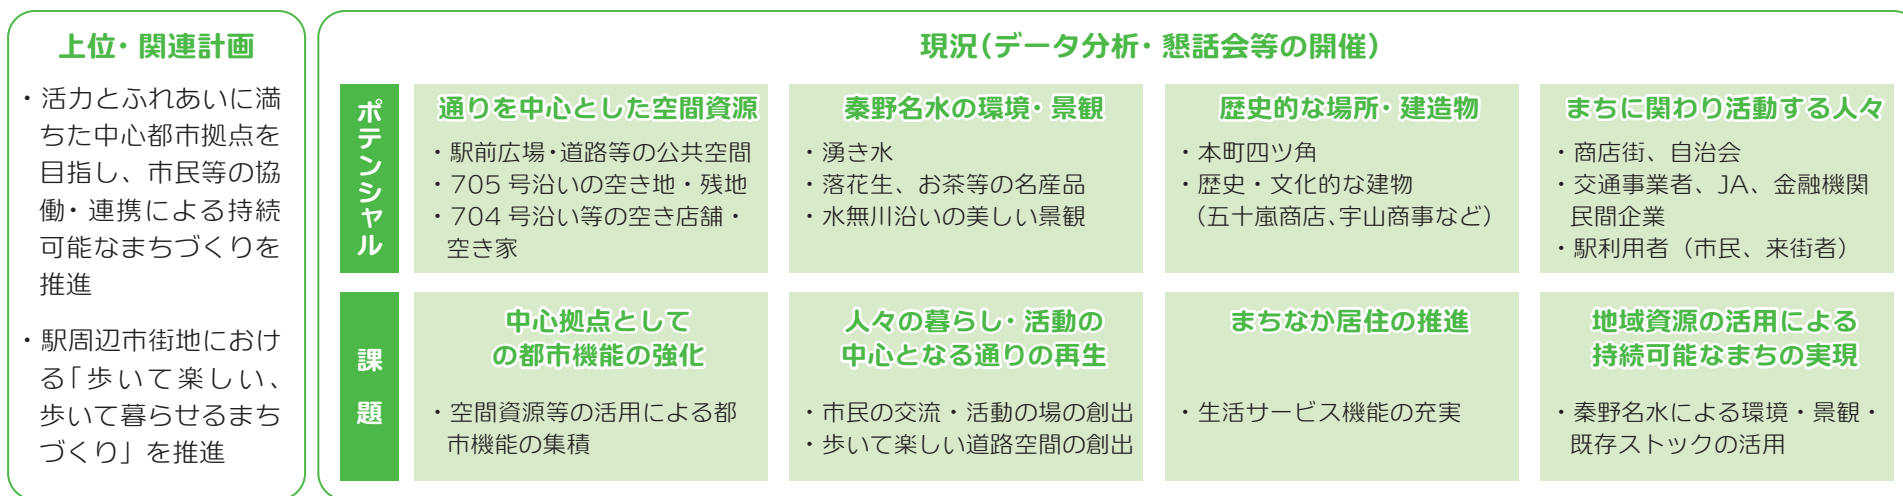 上位・関連計画
・活力とふれあいに満
ちた中心都市拠点を
目指し、市民等の協
働・連携による持続
可能なまちづくりを
推進
・駅周辺市街地におけ
る「歩いて楽しい、
歩いて暮らせるまち
づくり」を推進
現況（データ分析・懇話会等の開催）
ポテンシャル
通りを中心とした空間資源
・駅前広場・道路等の公共空間
・705号沿いの空き地・残地
・704号沿い等の空き店舗・
空き家
秦野名水の環境・景観
・湧き水
・落花生、お茶等の名産品
・水無川沿いの美しい景観
歴史的な場所・建造物
・本町四ツ角
・歴史・文化的な建物
（五十嵐商店、宇山商事など）
まちに関わり活動する人々
・商店街、自治会
・交通事業者、JA、金融機関
民間企業
・駅利用者（市民、来街者）
課題
中心拠点として
の都市機能の強化
・空間資源等の活用による都
市機能の集積
人々の暮らし・活動の
中心となる通りの再生
・市民の交流・活動の場の創出
・歩いて楽しい道路空間の創出
まちなか居住の推進
・生活サービス機能の充実
地域資源の活用による
持続可能なまちの実現
・秦野名水による環境・景観・
既存ストックの活用